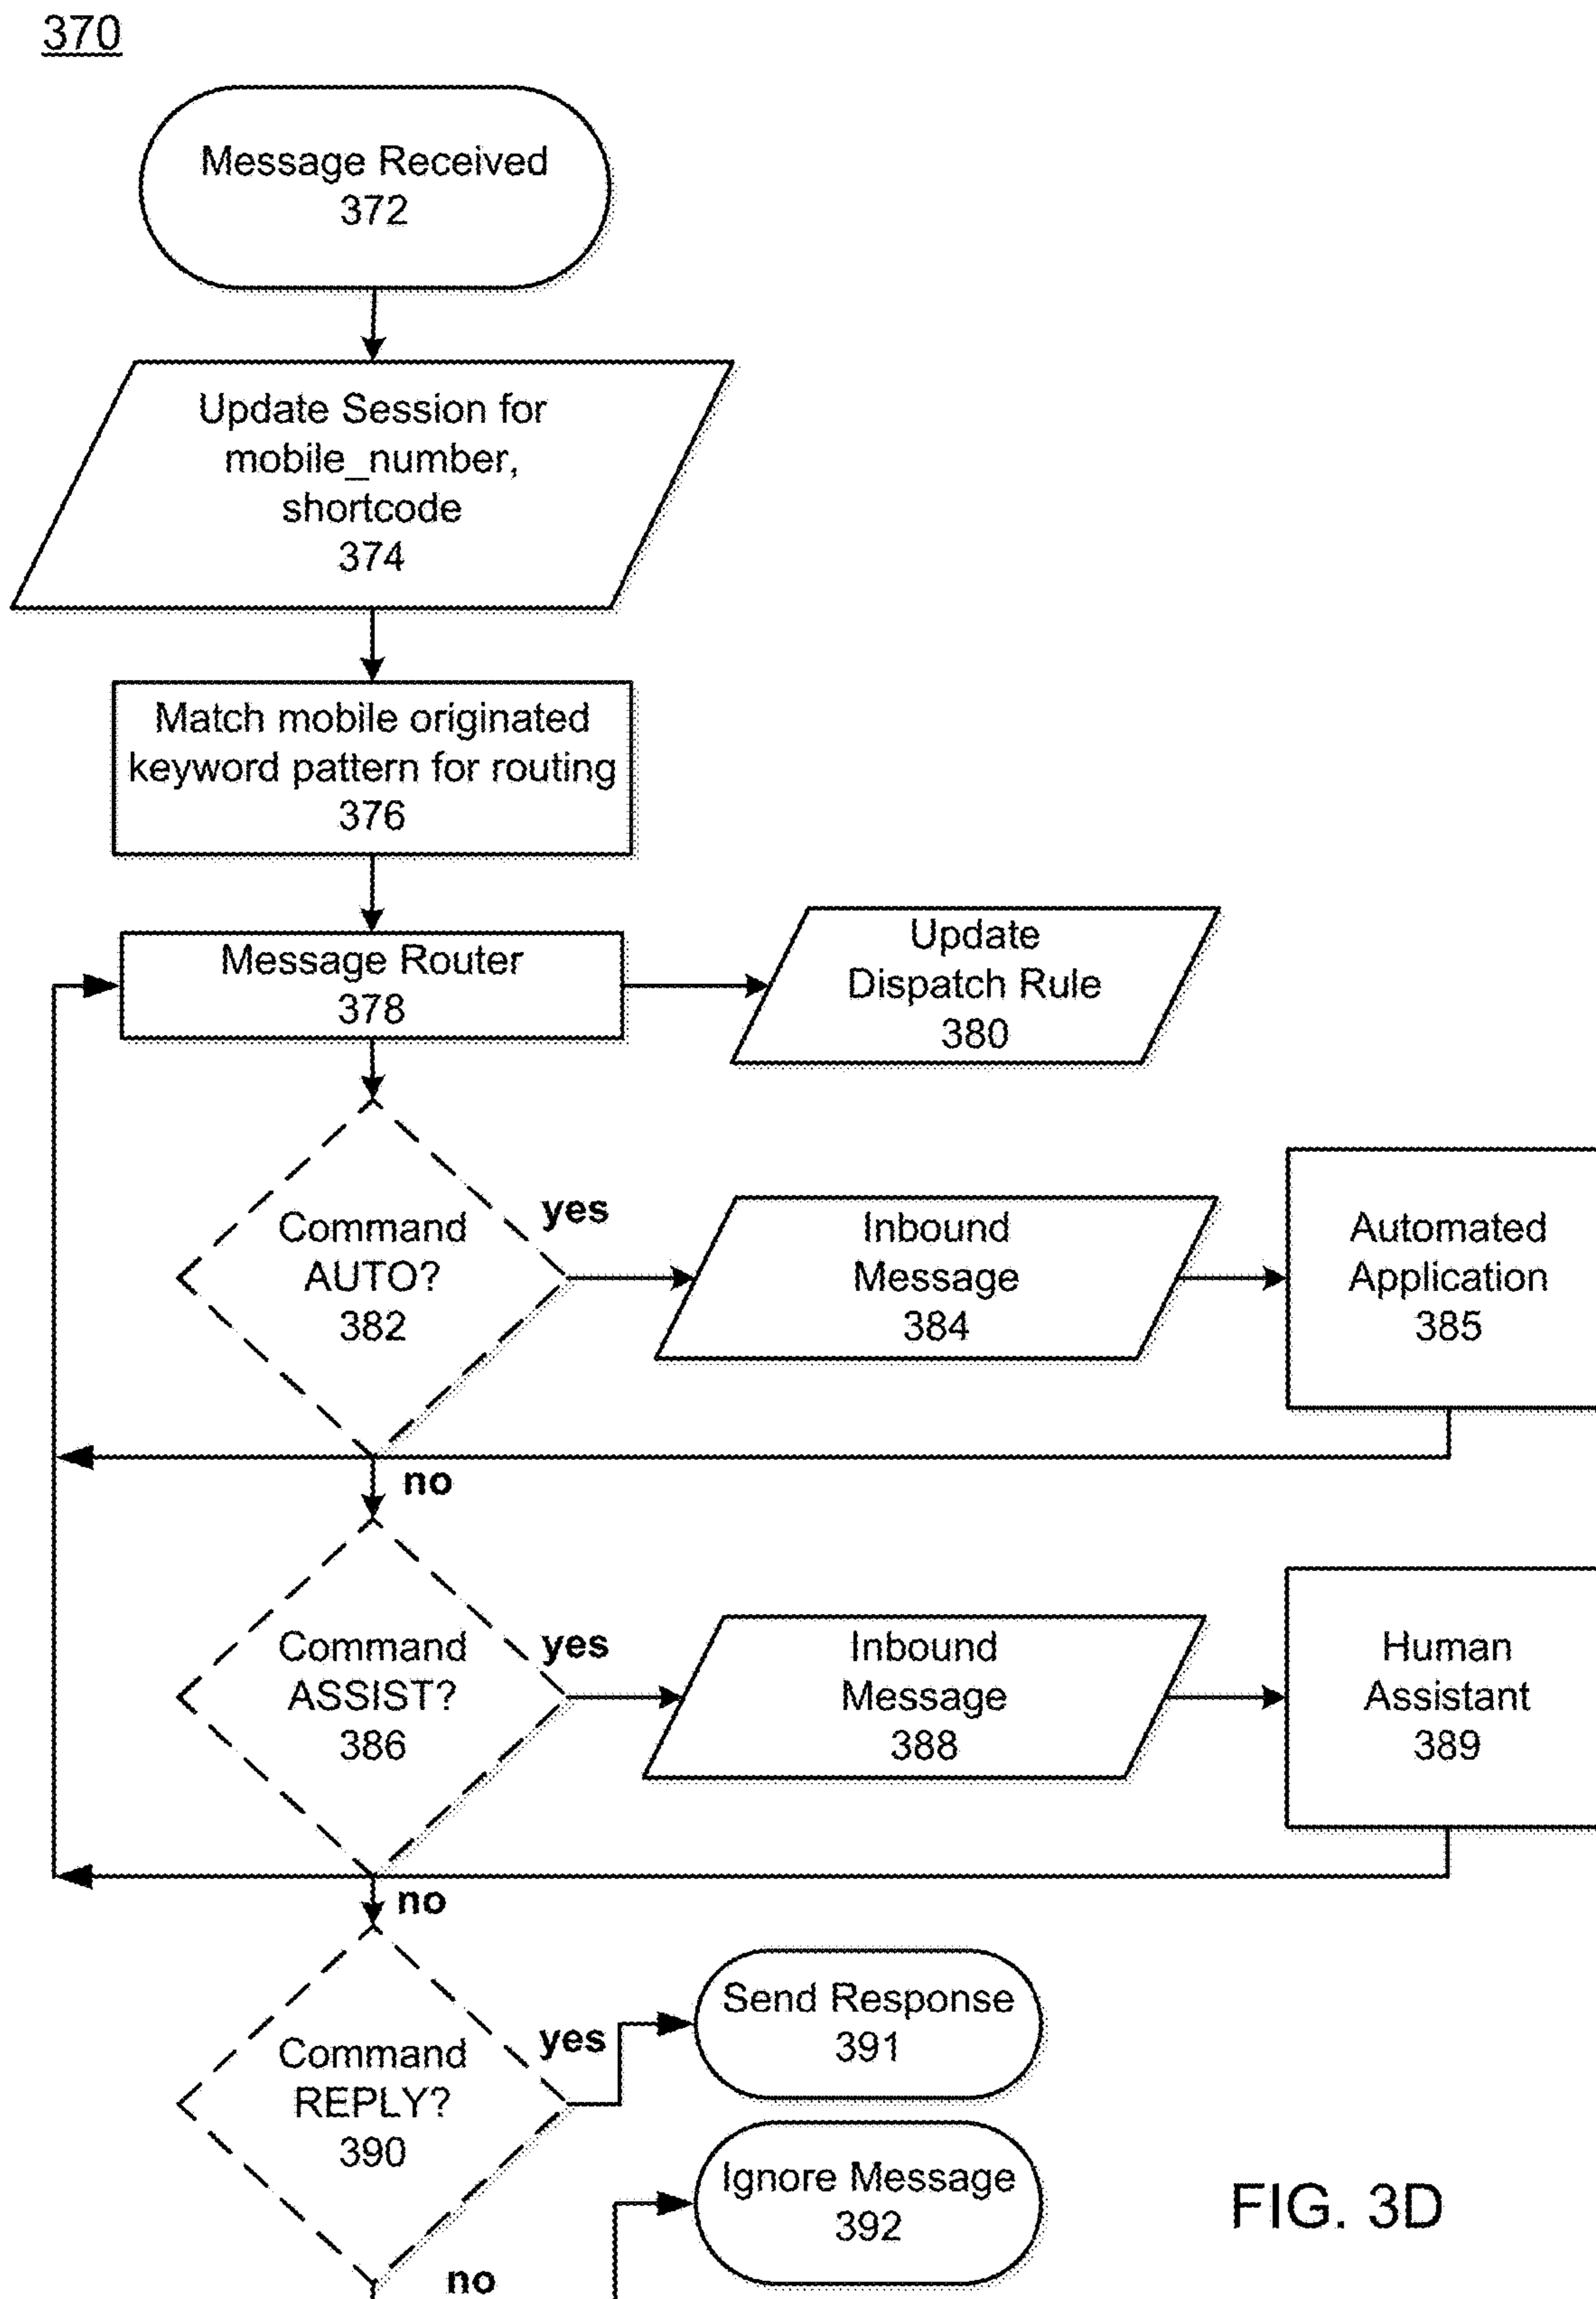 370
Message Received
372
Update Session for
mobile_number,
shortcode
374
Match mobile originated
keyword pattern for routing
376
Message Router
378
Update
Dispatch Rule
380
Command
AUTO?
382
yes
Inbound
Message
384
Automated
Application
385
no
Command
ASSIST?
386
yes
Inbound
Message
388
Human
Assistant
389
no
Command
REPLY?
390
yes
Send Response
391
no
Ignore Message
392
FIG. 3D